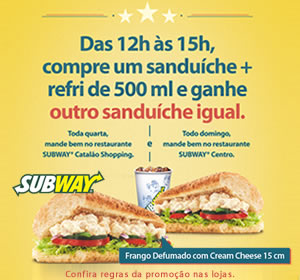 Das 12h às 15h,
compre um sanduíche +
refri de 500 ml e ganhe
outro sanduíche igual.
Toda quarta,
mande bem no restaurante
SUBWAY® Catalão Shopping.
e
Todo domingo,
mande bem no restaurante
SUBWAY® Centro.
SUBWAY®
Frango Defumado com Cream Cheese 15 cm
Confira regras da promoção nas lojas.